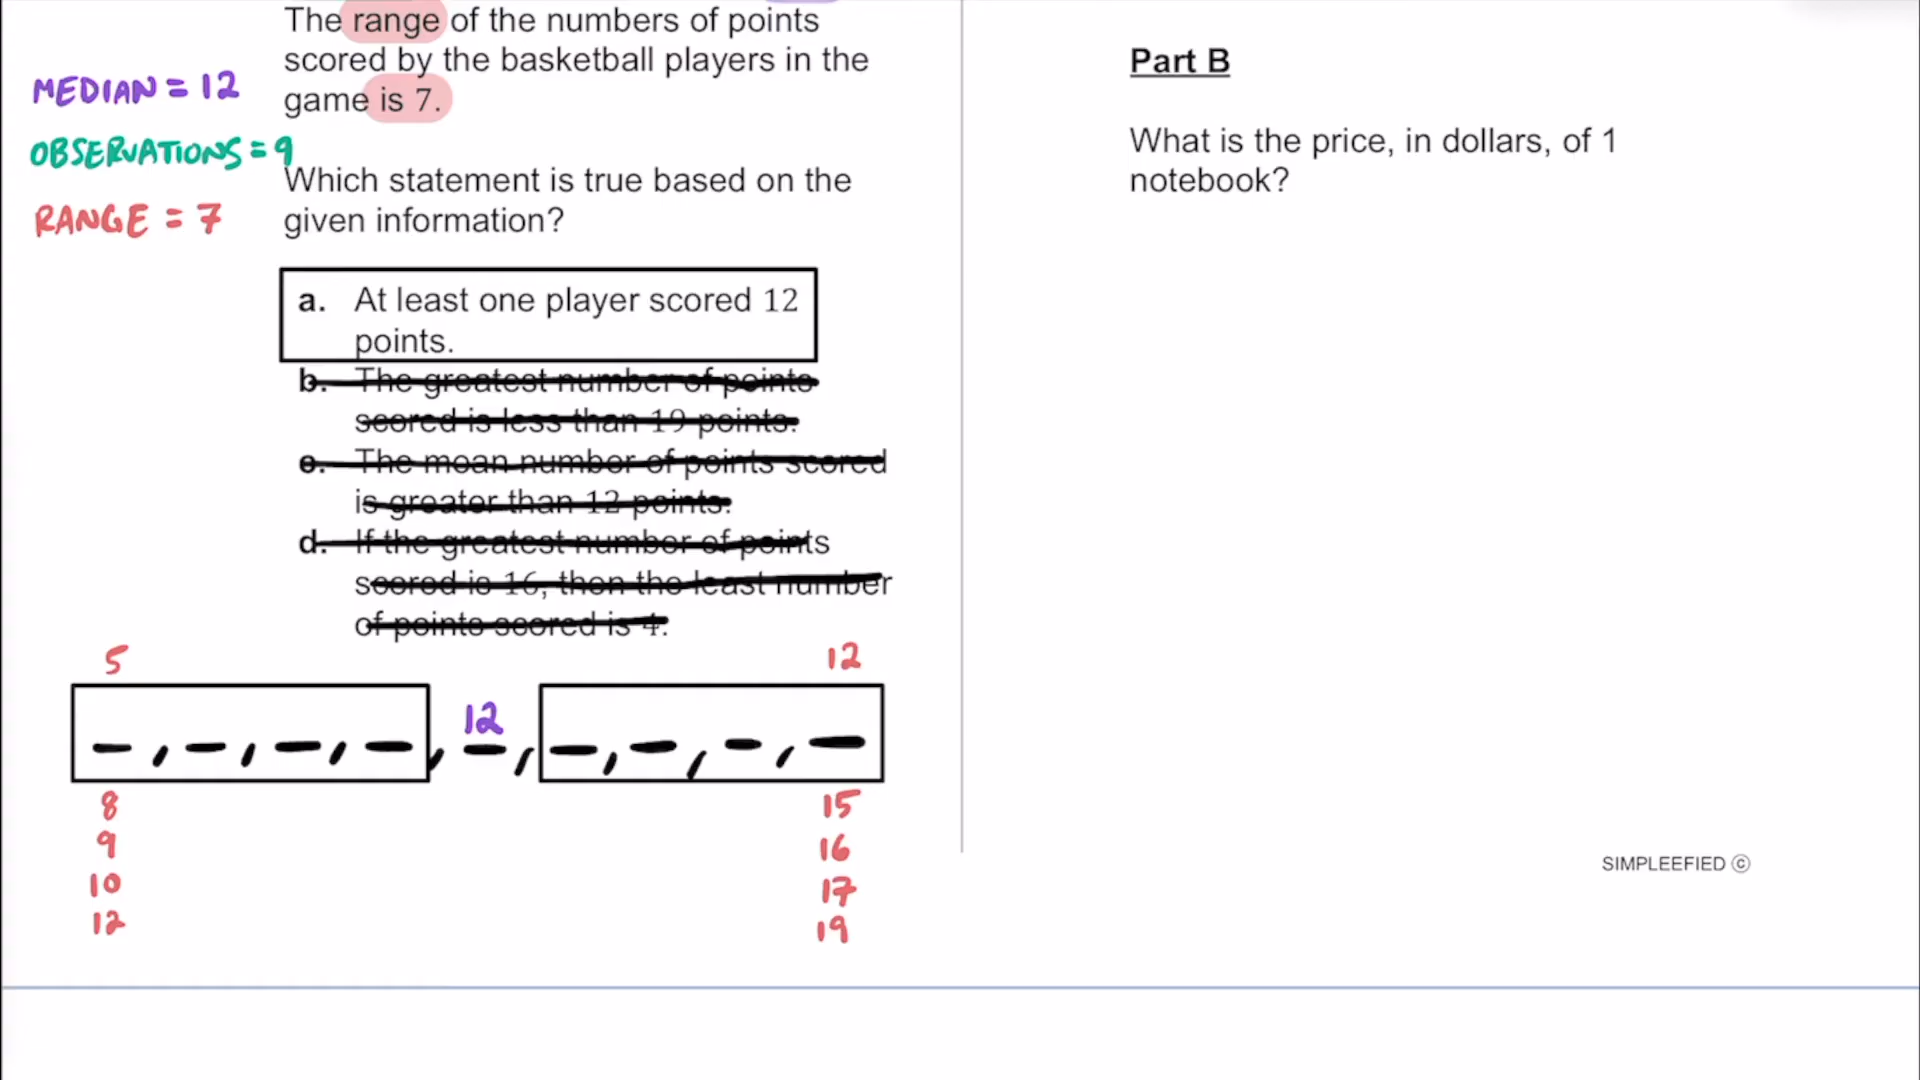 The range of the numbers of points
scored by the basketball players in the
game is 7.
MEDIAN = 12
OBSERVATIONS = 9
RANGE = 7
Which statement is true based on the
given information?
a. At least one player scored 12
points.
b. The greatest number of points
scored is less than 19 points.
c. The mean number of points scored
is greater than 12 points.
d. If the greatest number of points
scored is 16, then the least number
of points scored is 4.
5 12
_ , _ , _ , _ , 12 , _ , _ , _ , _
8 15
9 16
10 17
12 19
Part B
What is the price, in dollars, of 1
notebook?
SIMPLEEFIED ©